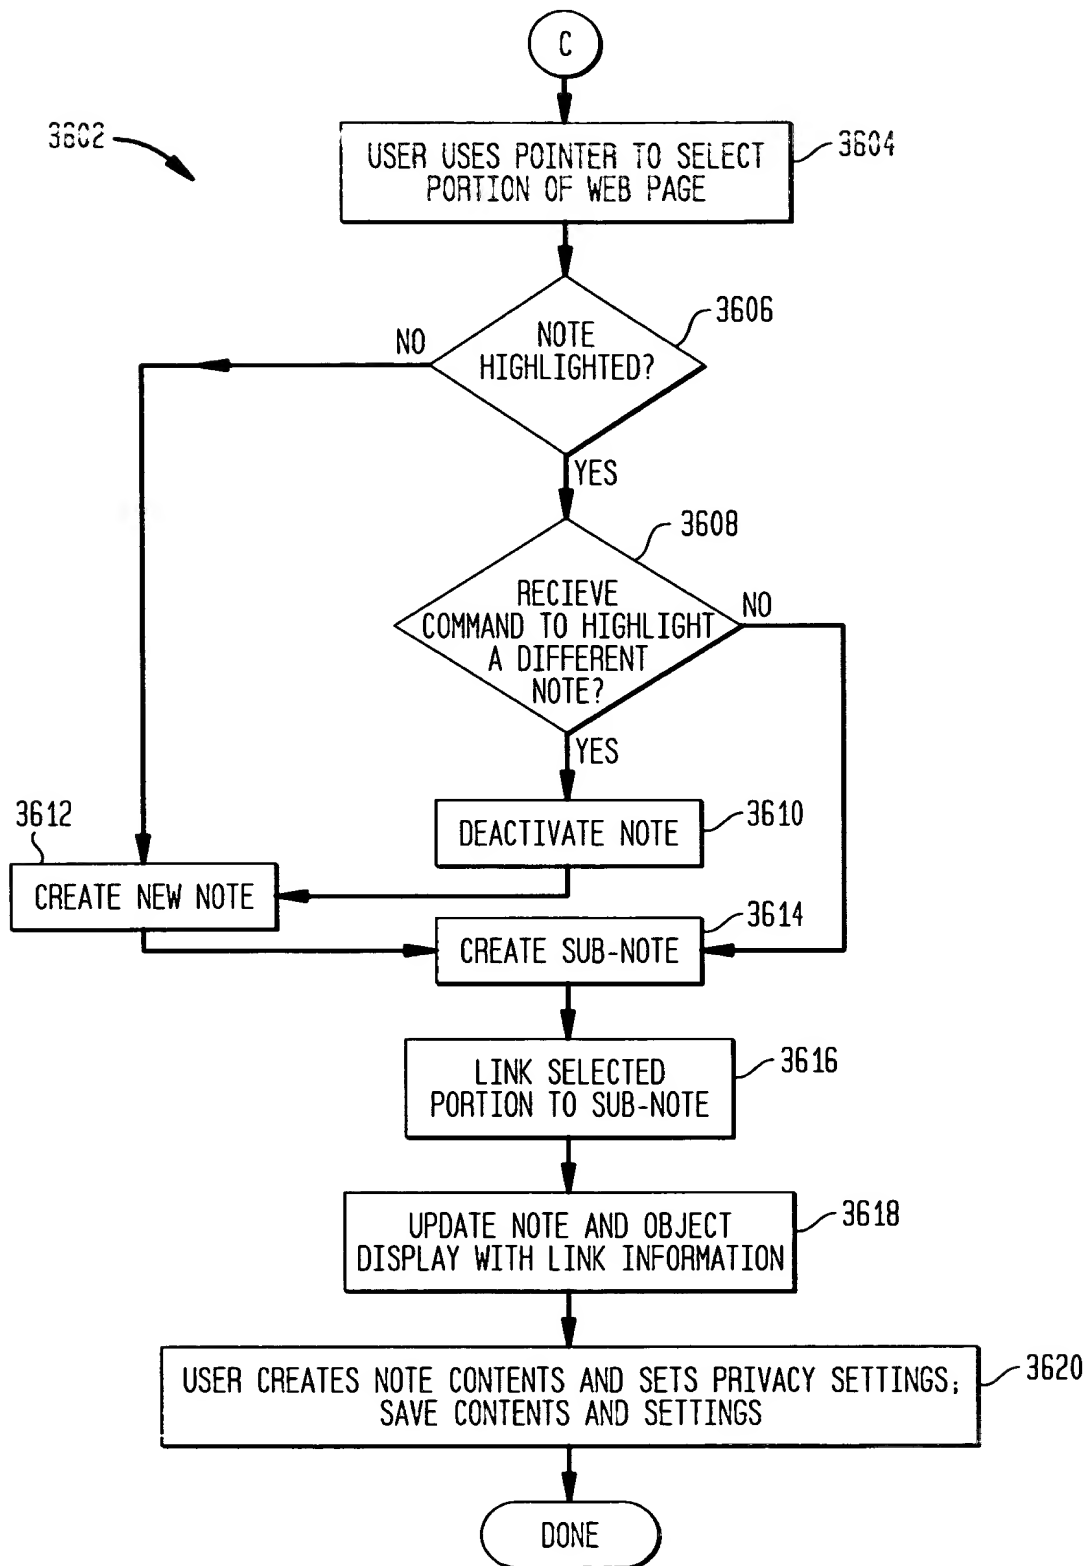 C
3602
USER USES POINTER TO SELECT
PORTION OF WEB PAGE
3604
NOTE
HIGHLIGHTED?
3606
NO
YES
RECIEVE
COMMAND TO HIGHLIGHT
A DIFFERENT
NOTE?
3608
NO
YES
DEACTIVATE NOTE
3610
3612
CREATE NEW NOTE
CREATE SUB-NOTE
3614
LINK SELECTED
PORTION TO SUB-NOTE
3616
UPDATE NOTE AND OBJECT
DISPLAY WITH LINK INFORMATION
3618
USER CREATES NOTE CONTENTS AND SETS PRIVACY SETTINGS;
SAVE CONTENTS AND SETTINGS
3620
DONE